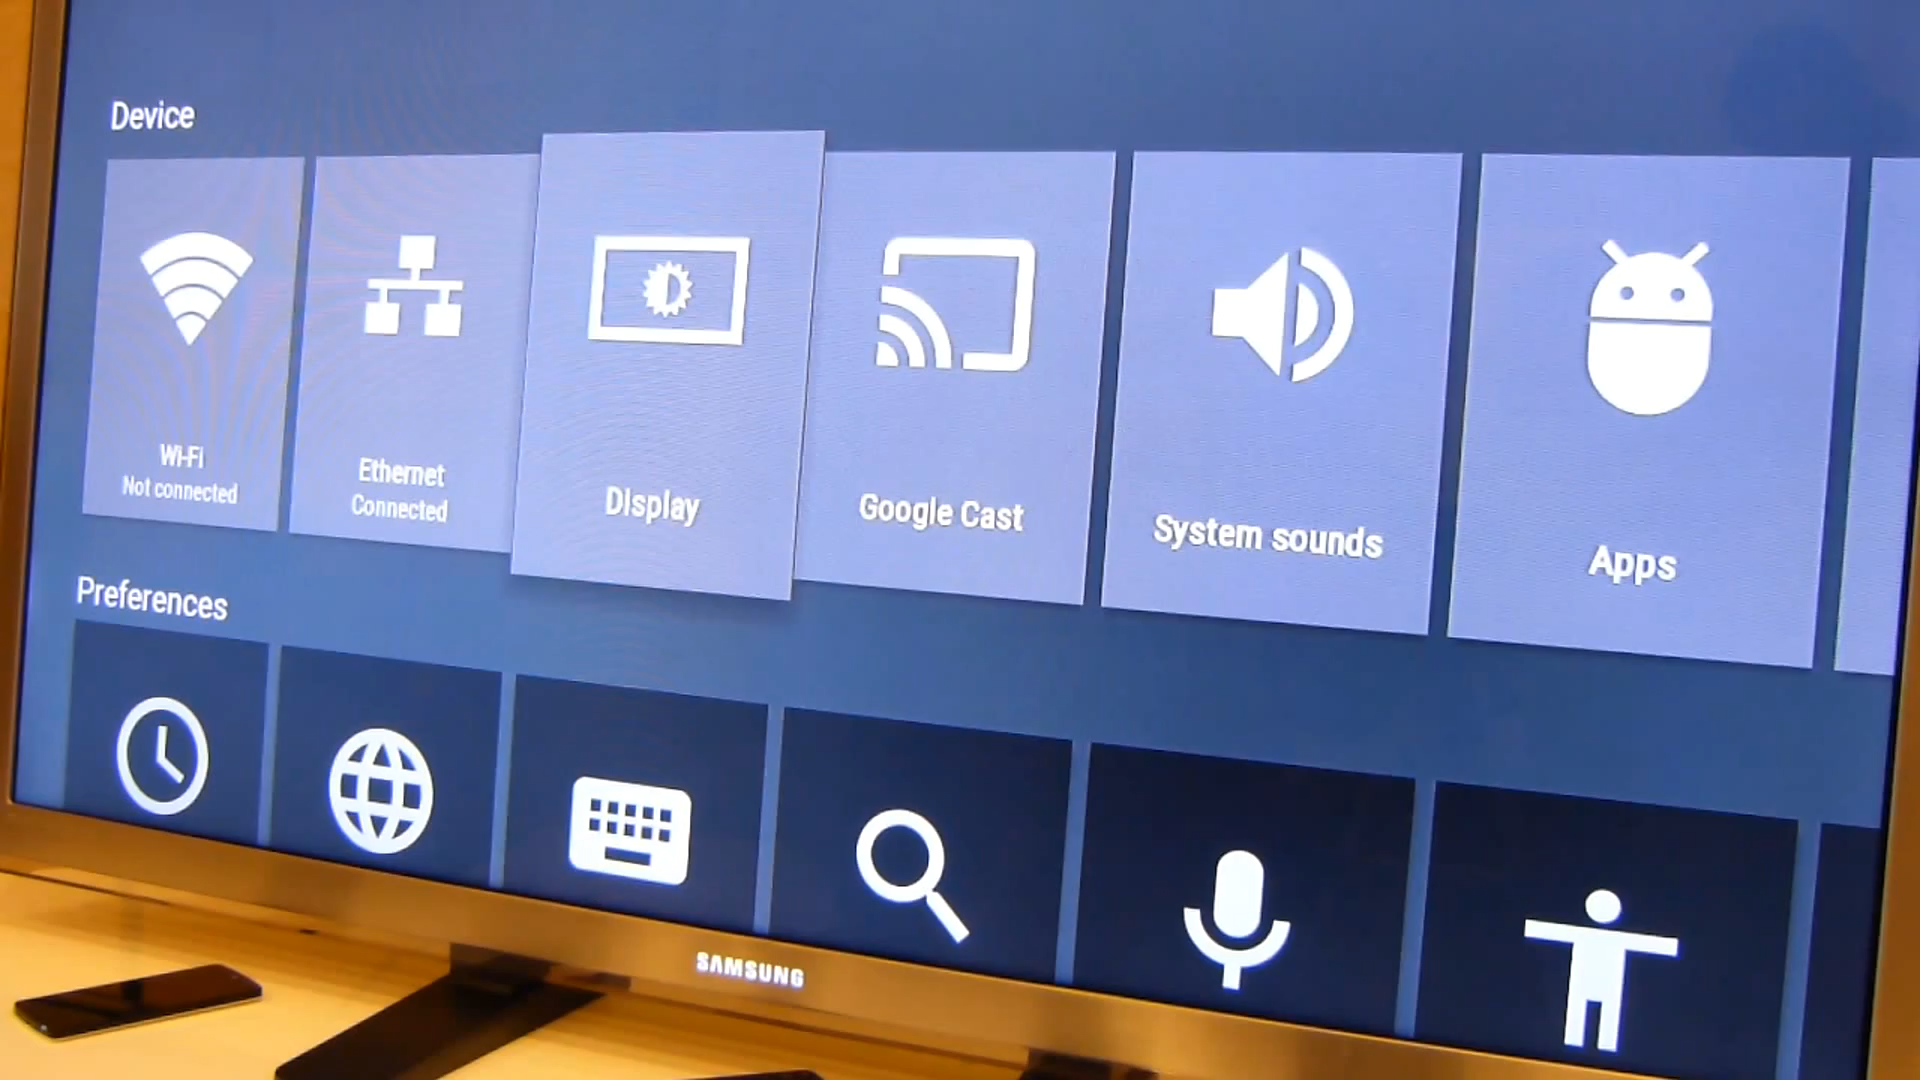 Device
Wi-Fi
Not connected
Ethernet
Connected
Display
Google Cast
System sounds
Apps
Preferences
SAMSUNG